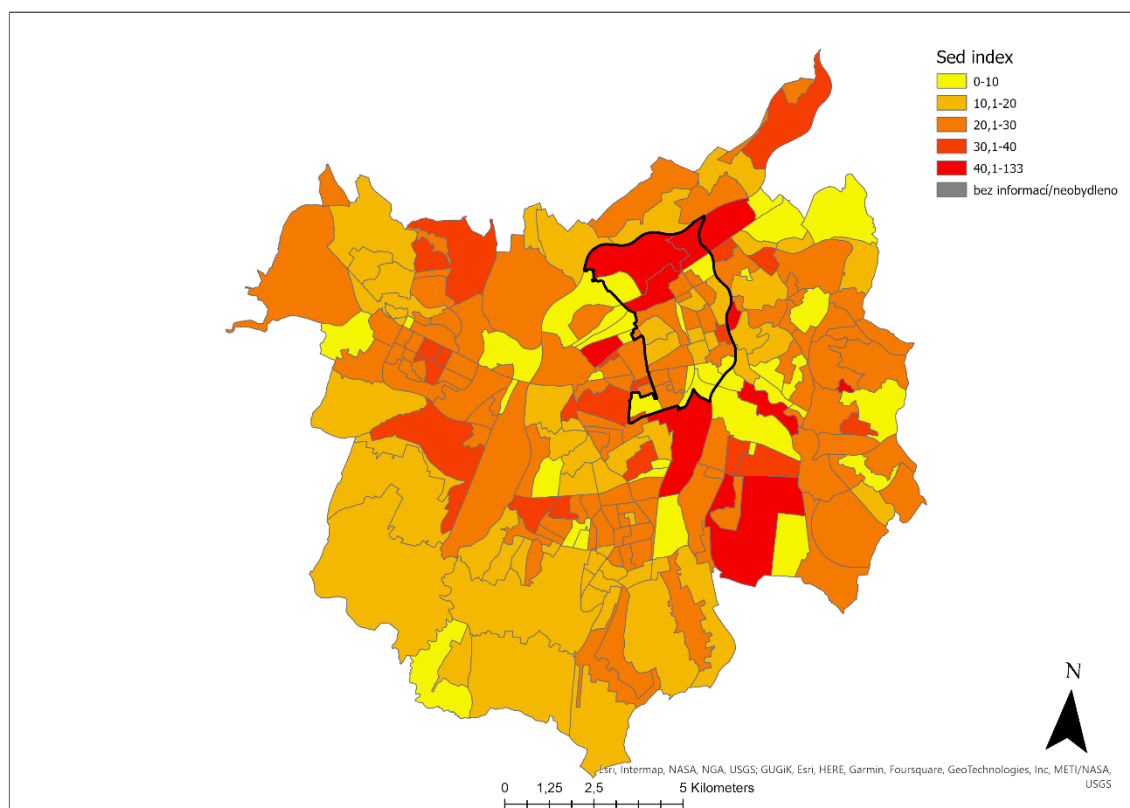 Sed index
0-10
10,1-20
20,1-30
30,1-40
40,1-133
bez informací/neobydleno
N
Esri, Intermap, NASA, NGA, USGS; GUGiK, Esri, HERE, Garmin, Foursquare, GeoTechnologies, Inc, METI/NASA,
USGS
0 1,25 2,5 5 Kilometers